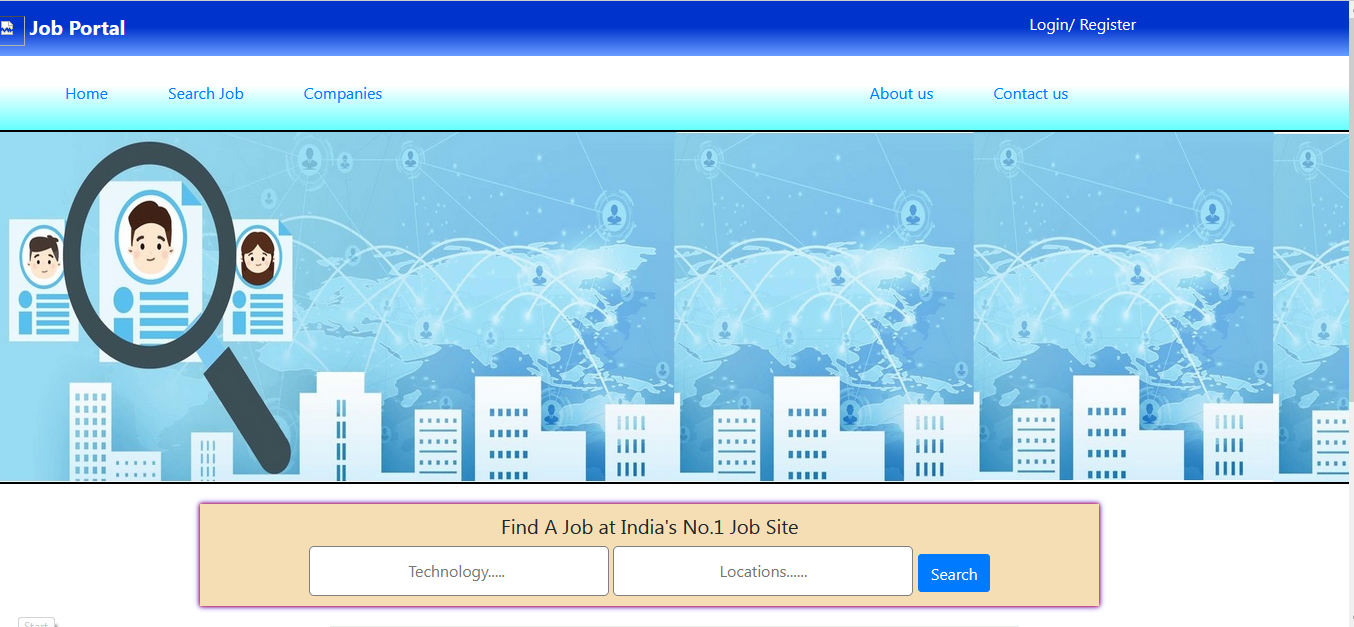 Job Portal
Login/ Register
Home Search Job Companies About us Contact us
Find A Job at India's No.1 Job Site
Technology..... Locations...... Search
Start